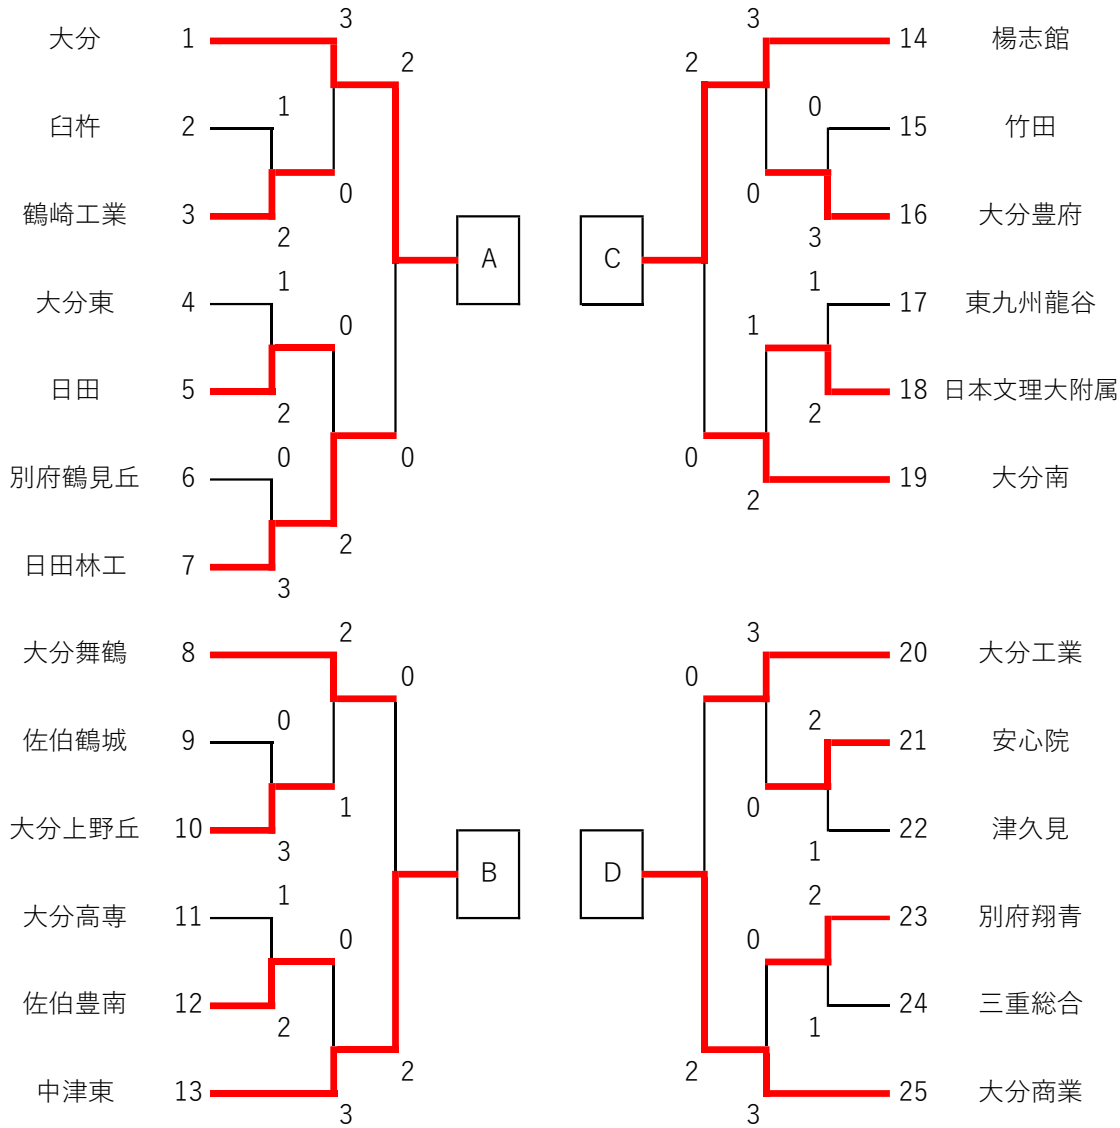 3 3
大分 1 14 楊志館
2 2
1 0
臼杵 2 15 竹田
0 0
鶴崎工業 3 16 大分豊府
2 3
A C
1 1
大分東 4 17 東九州龍谷
0 1
日田 5 18 日本文理大附属
2 2
0 0 0
別府鶴見丘 6 19 大分南
2
2
日田林工 7
3
2 3
大分舞鶴 8 20 大分工業
0 0
0 2
佐伯鶴城 9 21 安心院
1 0
大分上野丘 10 22 津久見
3 1
B D
1 2
大分高専 11 23 別府翔青
0 0
佐伯豊南 12 24 三重総合
2 1
2 2
中津東 13 25 大分商業
3 3